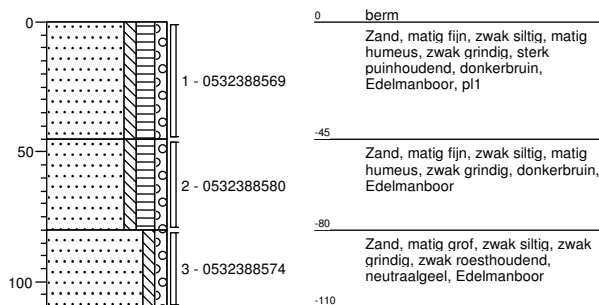 0
0 berm
Zand, matig fijn, zwak siltig, matig
humeus, zwak grindig, sterk
puinhoudend, donkerbruin,
Edelmanboor, pl1
1 - 0532388569
-45
50
Zand, matig fijn, zwak siltig, matig
humeus, zwak grindig, donkerbruin,
Edelmanboor
2 - 0532388580
-80
Zand, matig grof, zwak siltig, zwak
grindig, zwak roesthoudend,
neutraalgeel, Edelmanboor
3 - 0532388574
100
-110